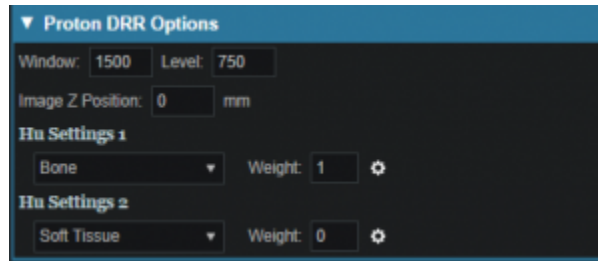 Proton DRR Options
Window: 1500 Level: 750
Image Z Position: 0 mm
Hu Settings 1
Bone Weight: 1
Hu Settings 2
Soft Tissue Weight: 0